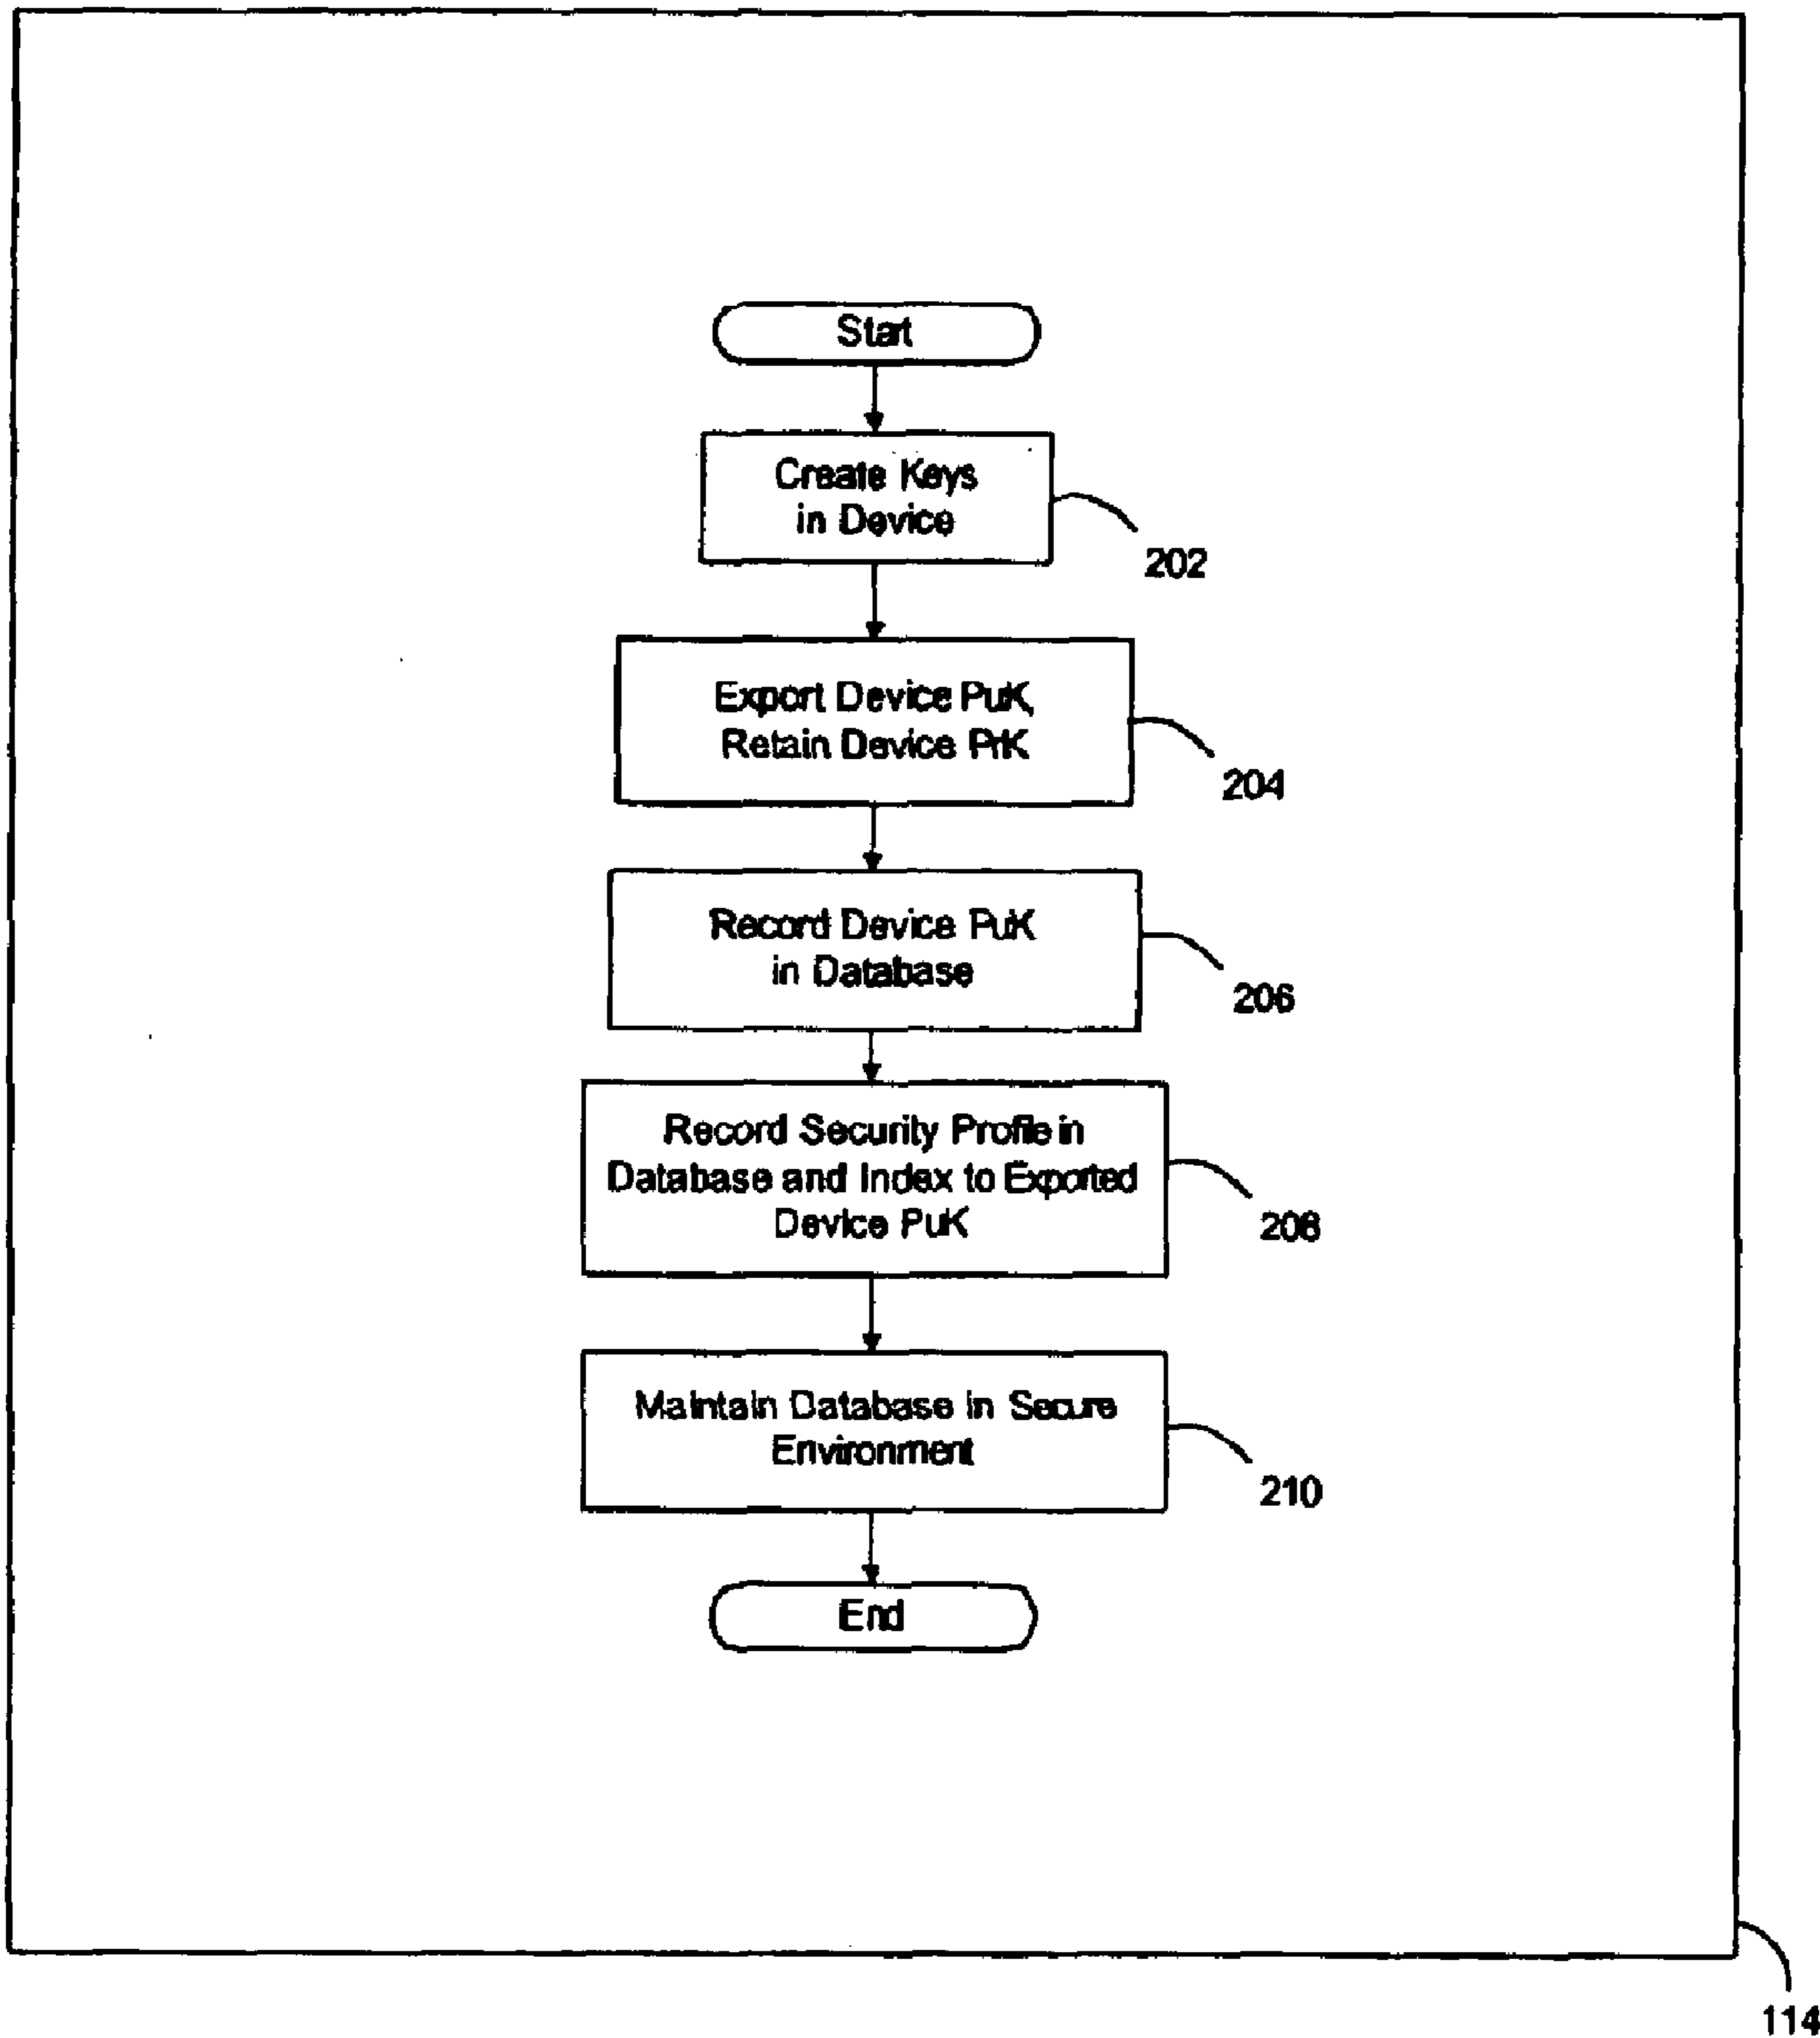 Start
Create Keys
in Device
202
Export Device PuK,
Retain Device PrK
204
Record Device PuK
in Database
206
Record Security Profile in
Database and Index to Exported
Device PuK
208
Maintain Database in Secure
Environment
210
End
114